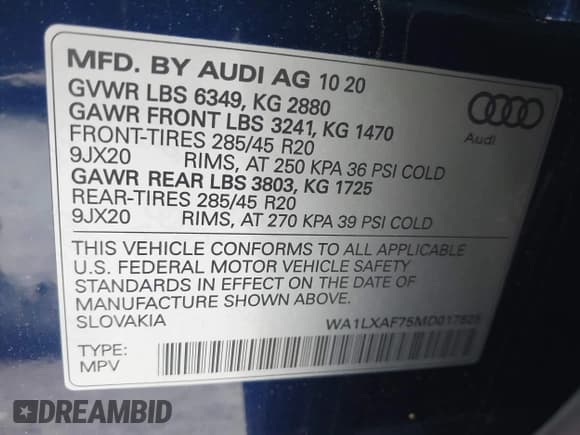 MFD. BY AUDI AG 10 20
GVWR LBS 6349, KG 2880
GAWR FRONT LBS 3241, KG 1470
FRONT-TIRES 285/45 R20
9JX20 RIMS, AT 250 KPA 36 PSI COLD
GAWR REAR LBS 3803, KG 1725
REAR-TIRES 285/45 R20
9JX20 RIMS, AT 270 KPA 39 PSI COLD
Audi
THIS VEHICLE CONFORMS TO ALL APPLICABLE
U.S. FEDERAL MOTOR VEHICLE SAFETY
STANDARDS IN EFFECT ON THE DATE OF
MANUFACTURE SHOWN ABOVE.
SLOVAKIA
TYPE:
MPV
DREAMBID